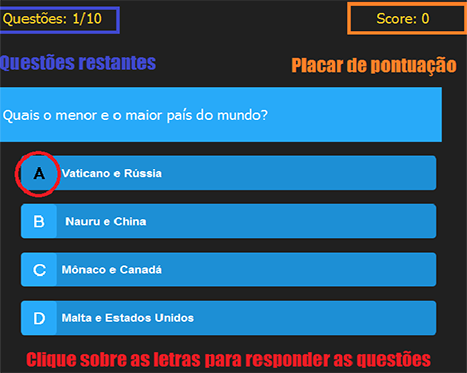 Questões: 1/10
Score: 0
Questões restantes
Placar de pontuação
Quais o menor e o maior país do mundo?
A Vaticano e Rússia
B Nauru e China
C Mônaco e Canadá
D Malta e Estados Unidos
Clique sobre as letras para responder as questões